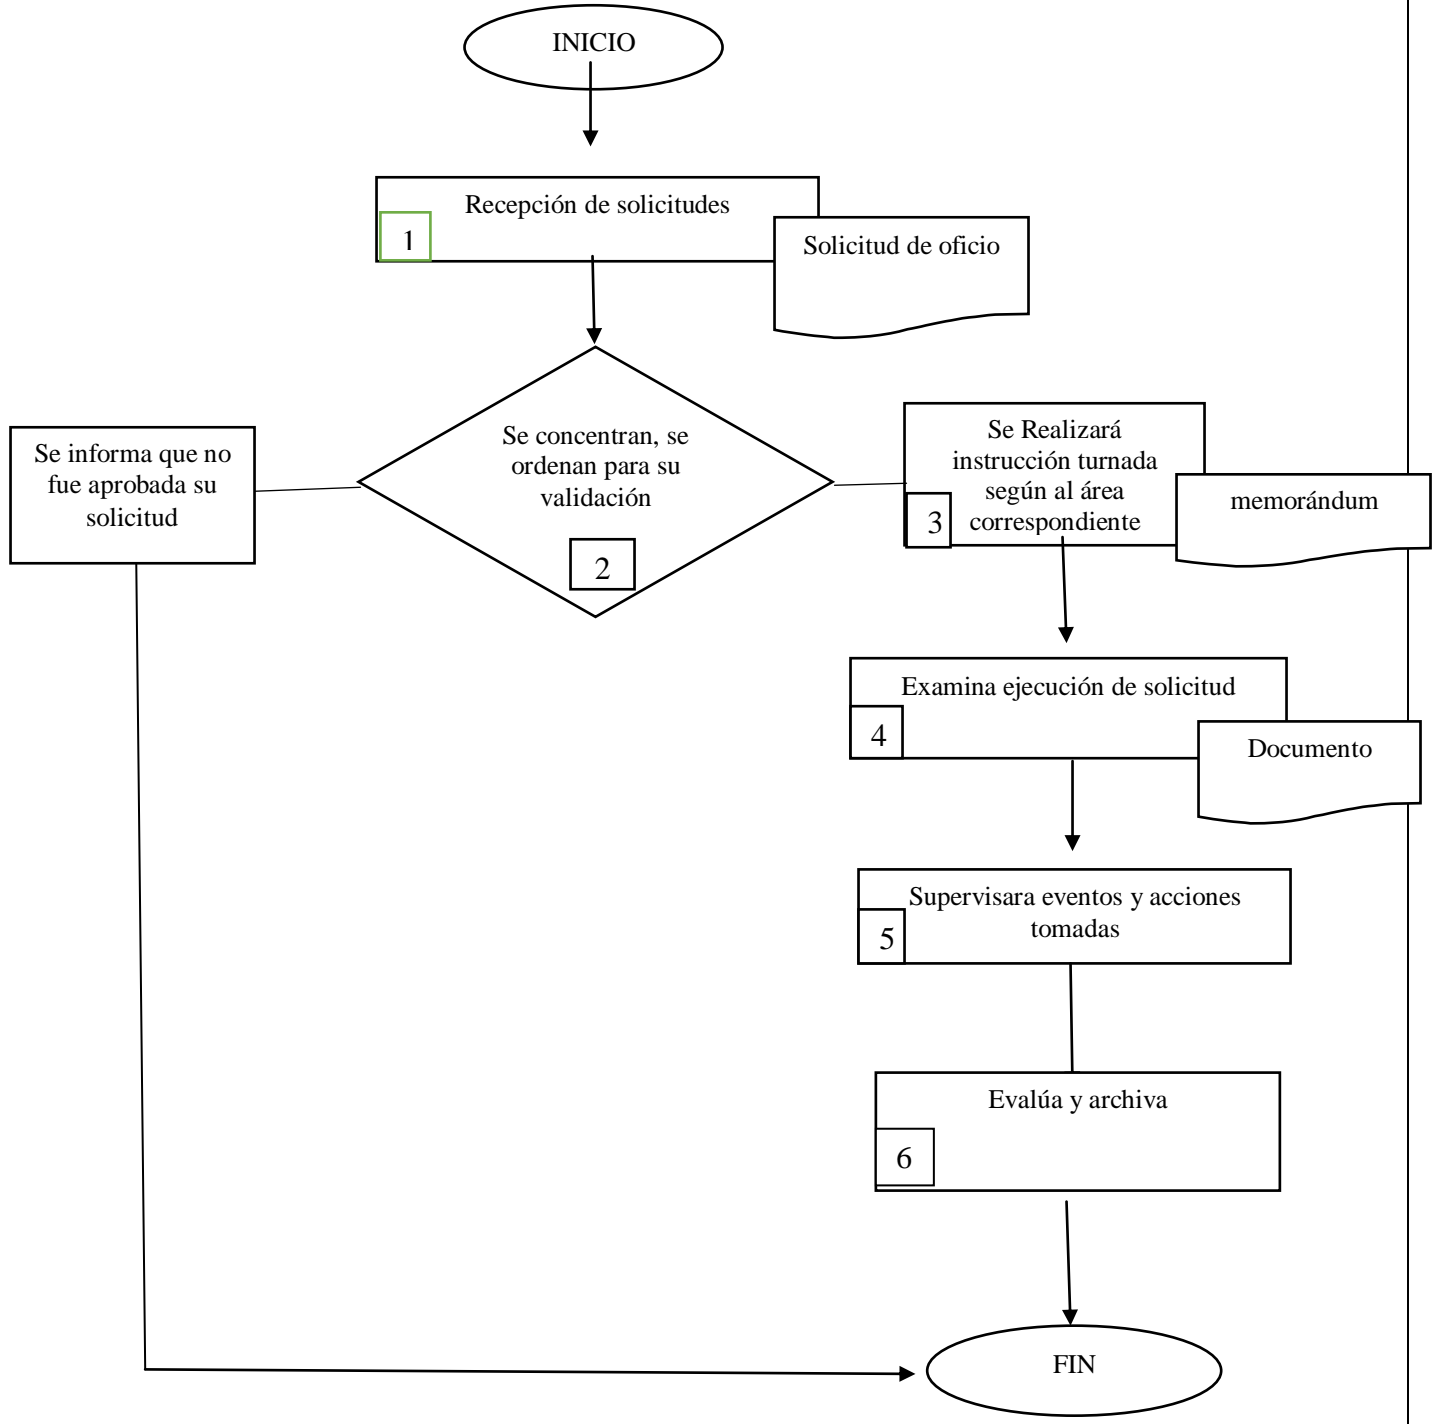 INICIO
Recepción de solicitudes
1
Solicitud de oficio
Se concentran, se
ordenan para su
validación
2
Se informa que no
fue aprobada su
solicitud
Se Realizará
instrucción turnada
según al área
correspondiente
3
memorándum
Examina ejecución de solicitud
4
Documento
Supervisara eventos y acciones
tomadas
5
Evalúa y archiva
6
FIN